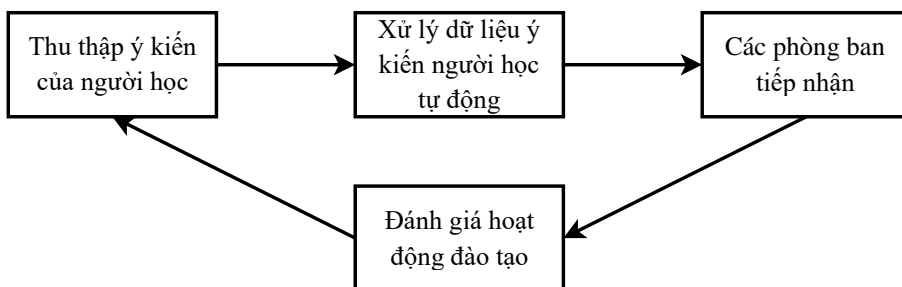 Thu thập ý kiến
của người học
Xử lý dữ liệu ý
kiến người học
tự động
Các phòng ban
tiếp nhận
Đánh giá hoạt
động đào tạo